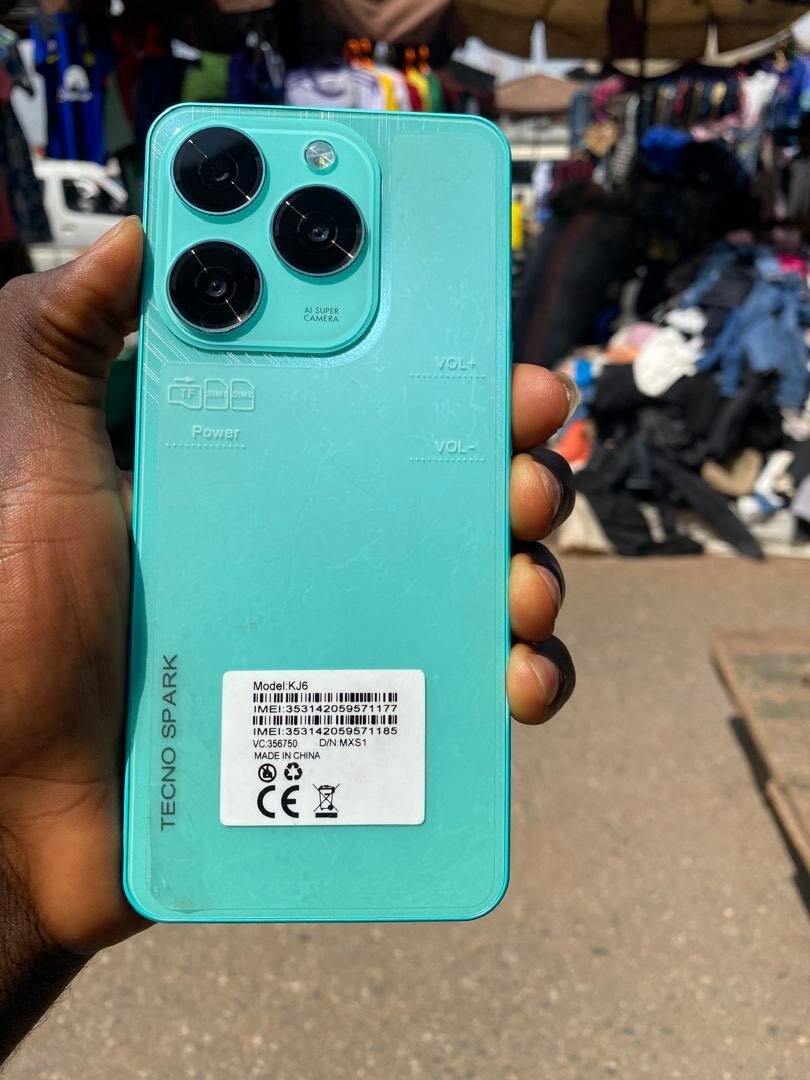 AI SUPER
CAMERA
VOL+
TF SIM1 SIM2
Power
VOL-
TECNO SPARK
Model:KJ6
IMEI:353142059571177
IMEI:353142059571185
VC:356750 D/N:MXS1
MADE IN CHINA
CE